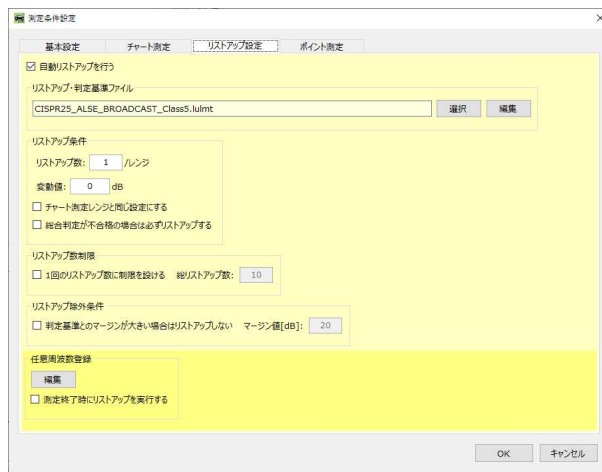 測定条件設定
基本設定
チャート測定
リストアップ設定
ポイント測定
自動リストアップを行う
リストアップ・判定基準ファイル
CISPR25_ALSE_BROADCAST_Class5.lulmt
選択
編集
リストアップ条件
リストアップ数: 1 /レンジ
変動値: 0 dB
チャート測定レンジと同じ設定にする
総合判定が不合格の場合は必ずリストアップする
リストアップ数制限
1回のリストアップ数に制限を設ける 総リストアップ数: 10
リストアップ除外条件
判定基準とのマージンが大きい場合はリストアップしない マージン値[dB]: 20
任意周波数登録
編集
測定終了時にリストアップを実行する
OK
キャンセル